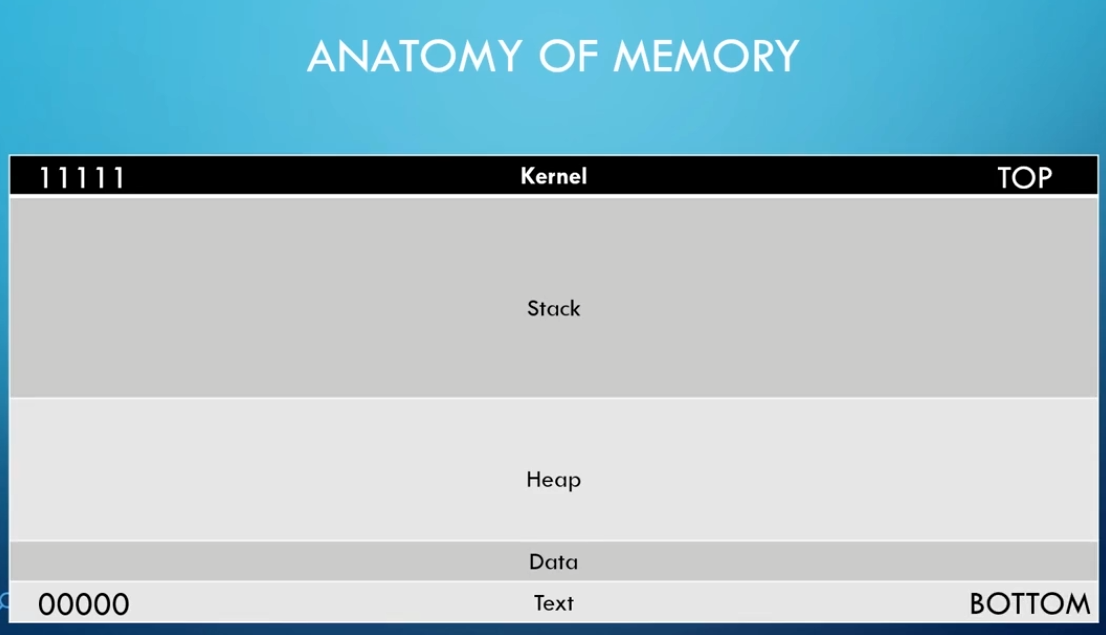 ANATOMY OF MEMORY
11111 Kernel TOP
Stack
Heap
Data
00000 Text BOTTOM